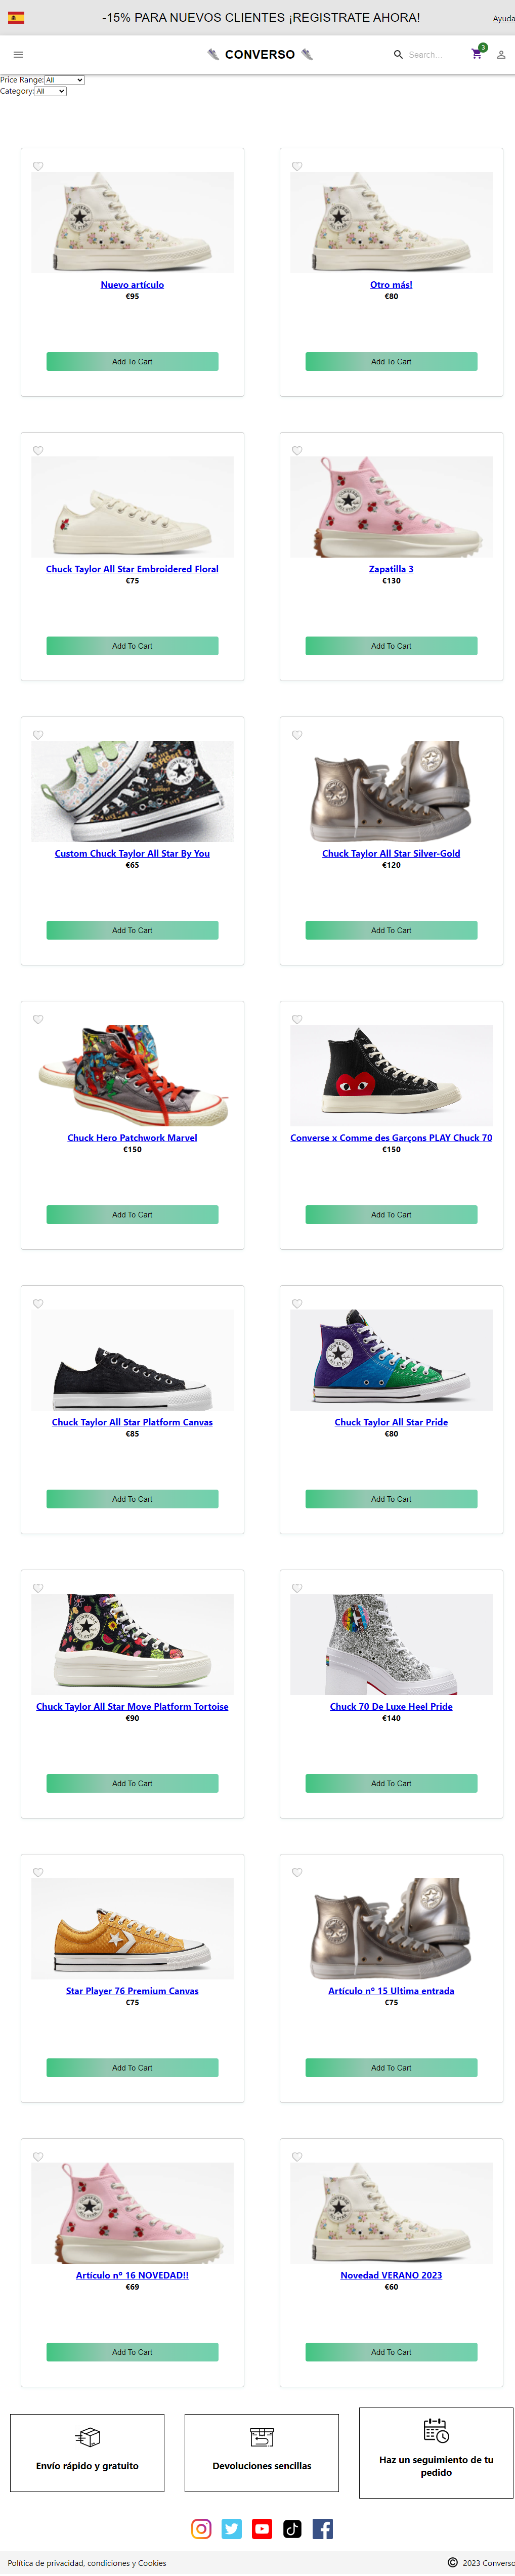 -15% PARA NUEVOS CLIENTES ¡REGISTRATE AHORA!
Ayuda
CONVERSO
Search…
3
Price Range: All
Category: All
Nuevo artículo
€95
Add To Cart
Otro más!
€80
Add To Cart
Chuck Taylor All Star Embroidered Floral
€75
Add To Cart
Zapatilla 3
€130
Add To Cart
Custom Chuck Taylor All Star By You
€65
Add To Cart
Chuck Taylor All Star Silver-Gold
€120
Add To Cart
Chuck Hero Patchwork Marvel
€150
Add To Cart
Converse x Comme des Garçons PLAY Chuck 70
€150
Add To Cart
Chuck Taylor All Star Platform Canvas
€85
Add To Cart
Chuck Taylor All Star Pride
€80
Add To Cart
Chuck Taylor All Star Move Platform Tortoise
€90
Add To Cart
Chuck 70 De Luxe Heel Pride
€140
Add To Cart
Star Player 76 Premium Canvas
€75
Add To Cart
Artículo nº 15 Ultima entrada
€75
Add To Cart
Artículo nº 16 NOVEDAD!!
€69
Add To Cart
Novedad VERANO 2023
€60
Add To Cart
Envío rápido y gratuito
Devoluciones sencillas
Haz un seguimiento de tu
pedido
Política de privacidad, condiciones y Cookies
© 2023 Converso